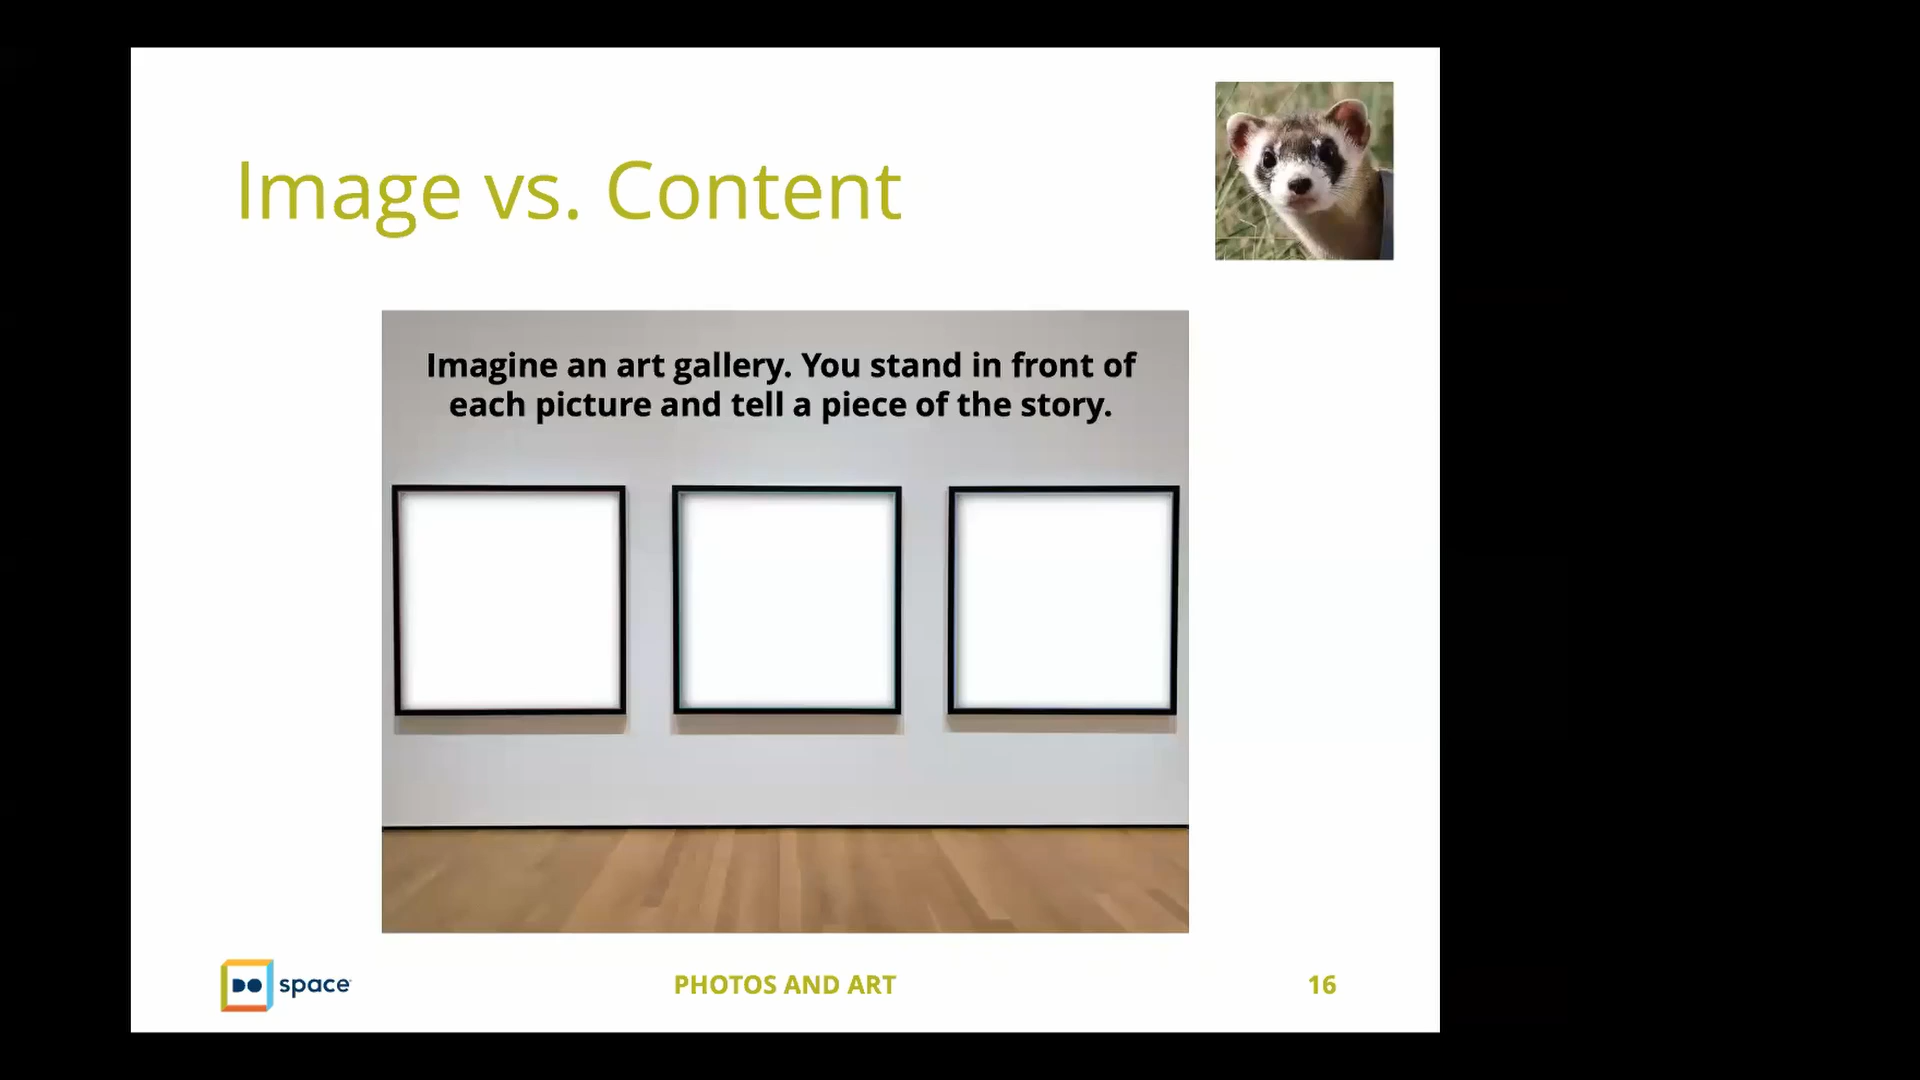 Image vs. Content
Imagine an art gallery. You stand in front of
each picture and tell a piece of the story.
DO space
PHOTOS AND ART
16